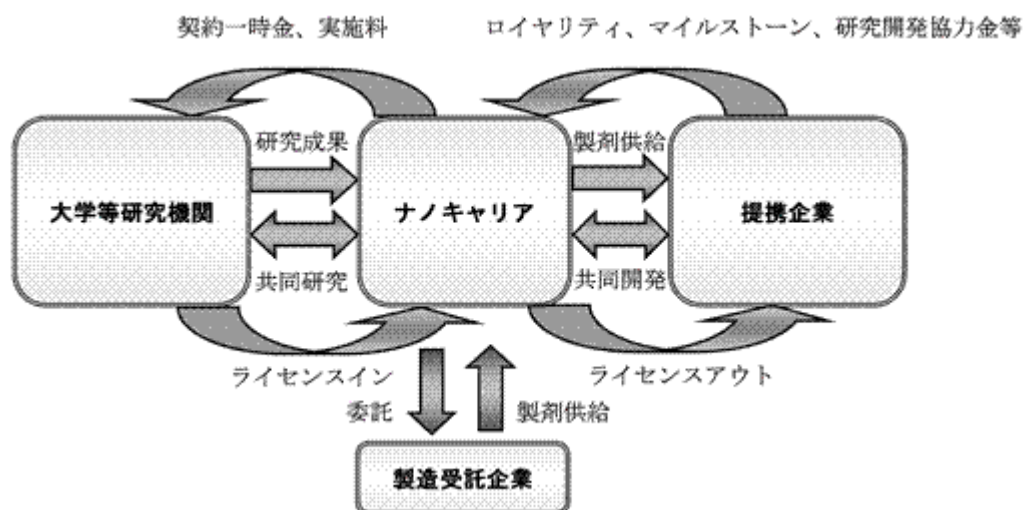 契約一時金、実施料
ロイヤリティ、マイルストーン、研究開発協力金等
研究成果
製剤供給
大学等研究機関
ナノキャリア
提携企業
共同研究
共同開発
ライセンスイン
ライセンスアウト
委託
製剤供給
製造受託企業